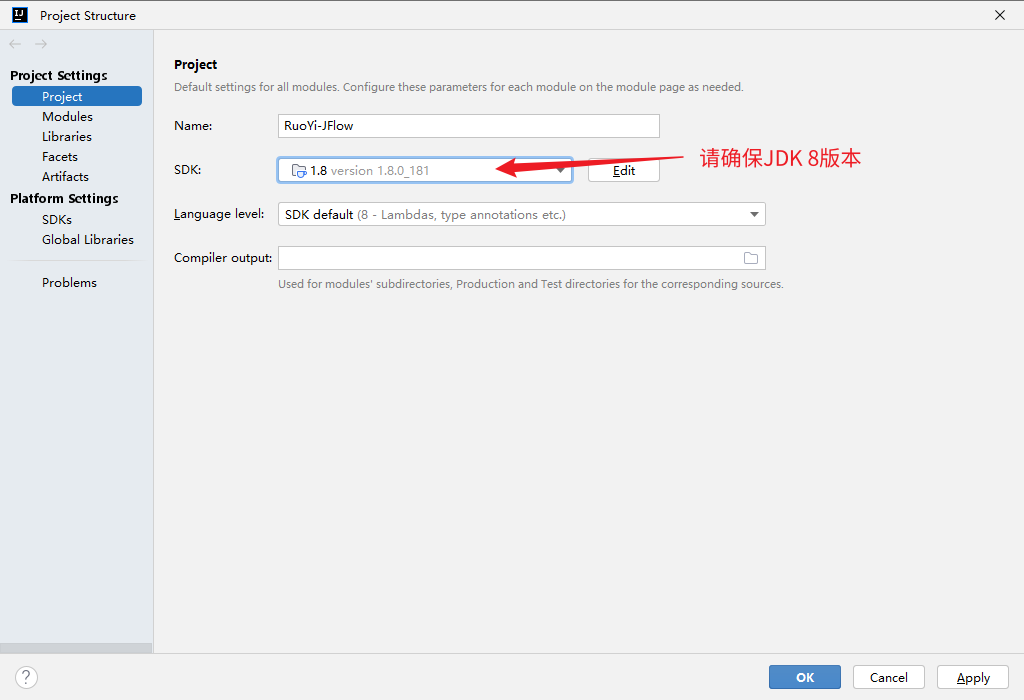 Project Structure
Project Settings
Project
Modules
Libraries
Facets
Artifacts
Platform Settings
SDKs
Global Libraries
Problems
Project
Default settings for all modules. Configure these parameters for each module on the module page as needed.
Name: RuoYi-JFlow
SDK: 1.8 version 1.8.0_181 Edit 请确保JDK 8版本
Language level: SDK default (8 - Lambdas, type annotations etc.)
Compiler output:
Used for modules' subdirectories, Production and Test directories for the corresponding sources.
? OK Cancel Apply